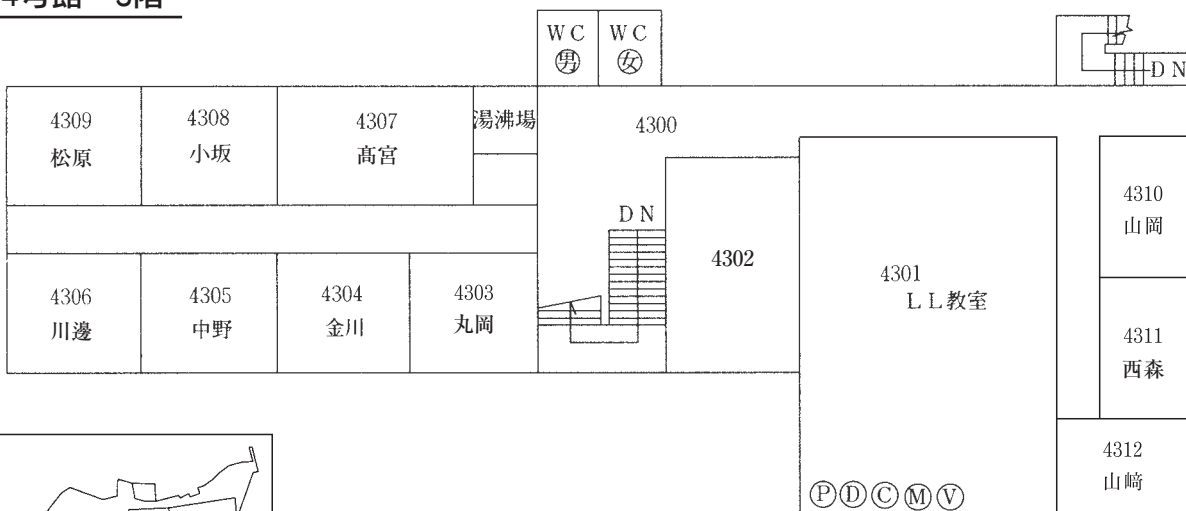 4号館 3階
WC
男
WC
女
DN
4309
松原
4308
小坂
4307
髙宮
湯沸場
4300
4310
山岡
DN
4302
4301
LL教室
4306
川邊
4305
中野
4304
金川
4303
丸岡
4311
西森
4312
山﨑
ⓅⒹⒸⓂⓋ